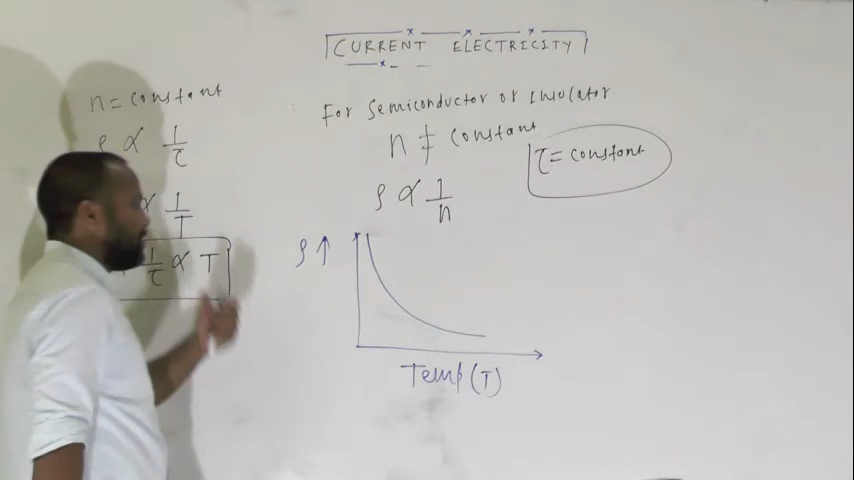 CURRENT ELECTRICITY
n = constant
ρ ∝ 1/τ
∝ 1/T
1/τ ∝ T
For Semiconductor or Insulator
n ≠ constant
τ = constant
ρ ∝ 1/n
ρ ↑
Temp (T)